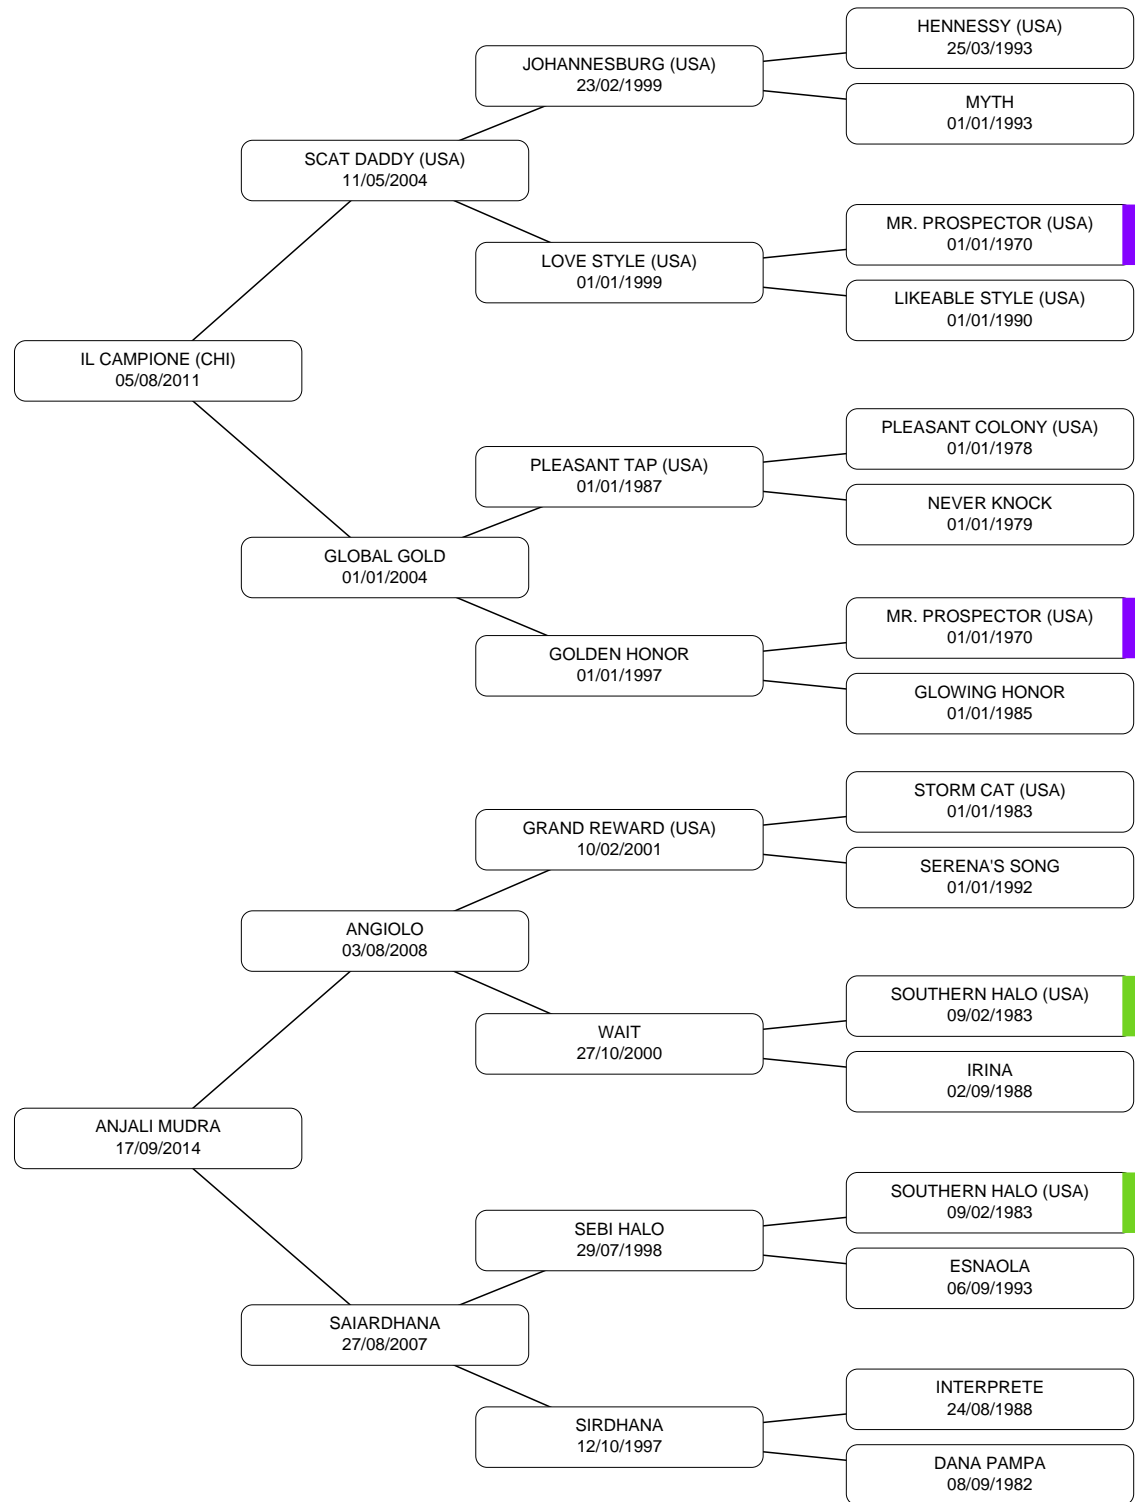 HENNESSY (USA)
25/03/1993
JOHANNESBURG (USA)
23/02/1999
MYTH
01/01/1993
SCAT DADDY (USA)
11/05/2004
MR. PROSPECTOR (USA)
01/01/1970
LOVE STYLE (USA)
01/01/1999
LIKEABLE STYLE (USA)
01/01/1990
IL CAMPIONE (CHI)
05/08/2011
PLEASANT COLONY (USA)
01/01/1978
PLEASANT TAP (USA)
01/01/1987
NEVER KNOCK
01/01/1979
GLOBAL GOLD
01/01/2004
MR. PROSPECTOR (USA)
01/01/1970
GOLDEN HONOR
01/01/1997
GLOWING HONOR
01/01/1985
STORM CAT (USA)
01/01/1983
GRAND REWARD (USA)
10/02/2001
SERENA'S SONG
01/01/1992
ANGIOLO
03/08/2008
SOUTHERN HALO (USA)
09/02/1983
WAIT
27/10/2000
IRINA
02/09/1988
ANJALI MUDRA
17/09/2014
SOUTHERN HALO (USA)
09/02/1983
SEBI HALO
29/07/1998
ESNAOLA
06/09/1993
SAIARDHANA
27/08/2007
INTERPRETE
24/08/1988
SIRDHANA
12/10/1997
DANA PAMPA
08/09/1982